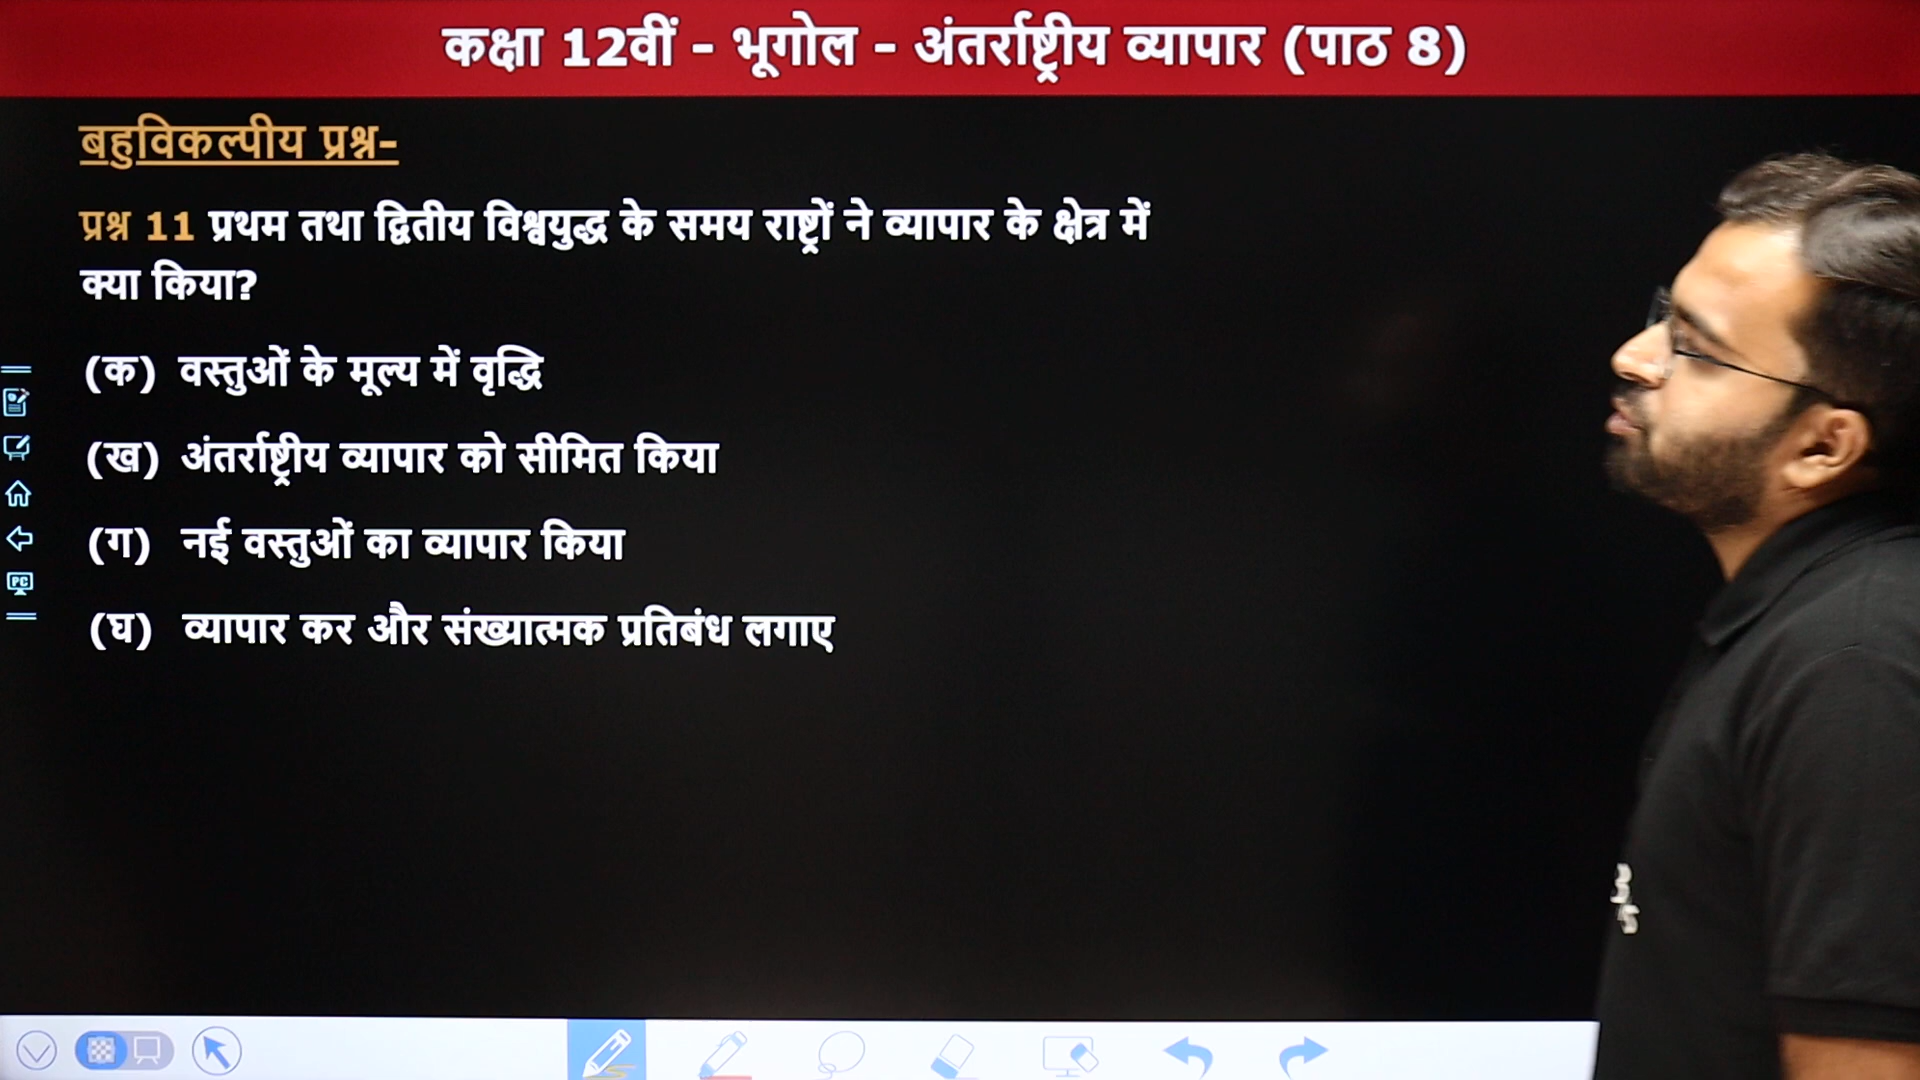 कक्षा 12वीं - भूगोल - अंतर्राष्ट्रीय व्यापार (पाठ 8)
बहुविकल्पीय प्रश्न-
प्रश्न 11 प्रथम तथा द्वितीय विश्वयुद्ध के समय राष्ट्रों ने व्यापार के क्षेत्र में
क्या किया?
(क) वस्तुओं के मूल्य में वृद्धि
(ख) अंतर्राष्ट्रीय व्यापार को सीमित किया
(ग) नई वस्तुओं का व्यापार किया
(घ) व्यापार कर और संख्यात्मक प्रतिबंध लगाए
PC